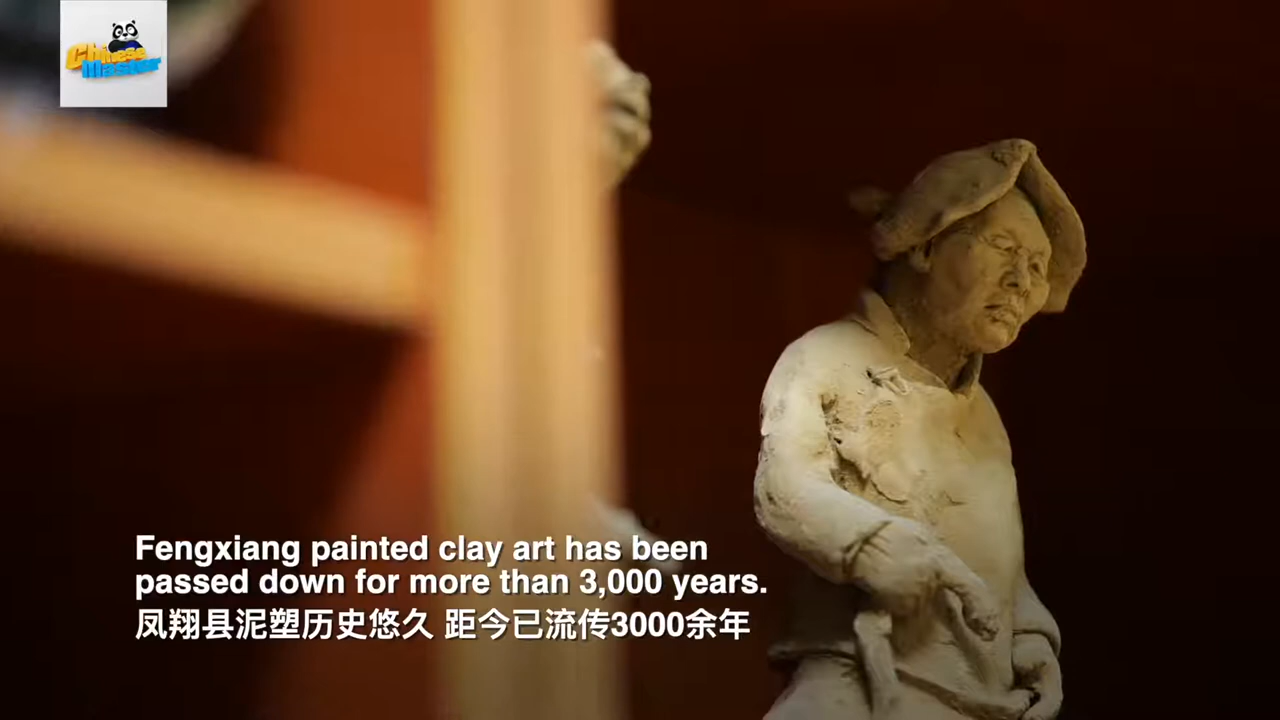 Chinese
Master
Fengxiang painted clay art has been
passed down for more than 3,000 years.
凤翔县泥塑历史悠久 距今已流传3000余年